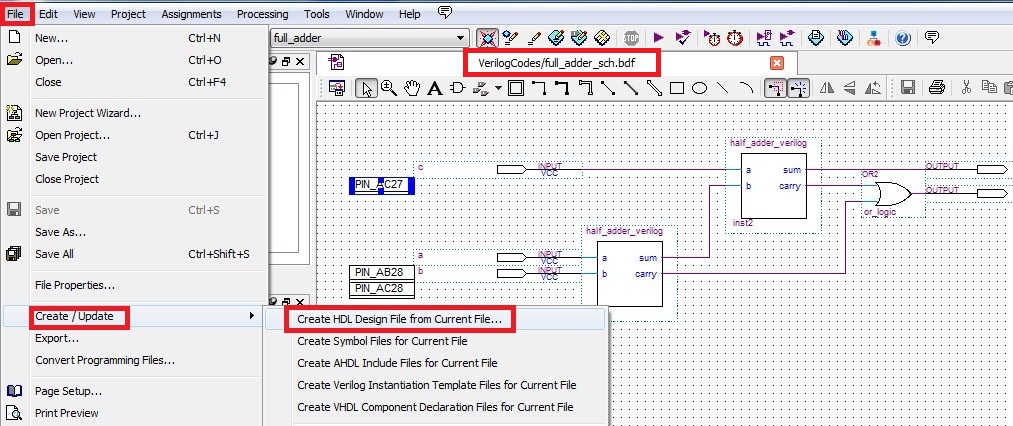 File Edit View Project Assignments Processing Tools Window Help
New... Ctrl+N
full_adder
Open... Ctrl+O
VerilogCodes/full_adder_sch.bdf
Close Ctrl+F4
New Project Wizard...
Open Project... Ctrl+J
Save Project
Close Project
Save Ctrl+S
Save As...
Save All Ctrl+Shift+S
File Properties...
Create / Update
Export...
Convert Programming Files...
Page Setup...
Print Preview
Create HDL Design File from Current File...
Create Symbol Files for Current File
Create AHDL Include Files for Current File
Create Verilog Instantiation Template Files for Current File
Create VHDL Component Declaration Files for Current File
STOP
A
half_adder_verilog
c INPUT VCC a sum OUTPUT
PIN_AC27 b carry OR2 OUTPUT
or_logic
inst2
half_adder_verilog
a INPUT VCC a sum
b INPUT VCC b carry
PIN_AB28
PIN_AC28